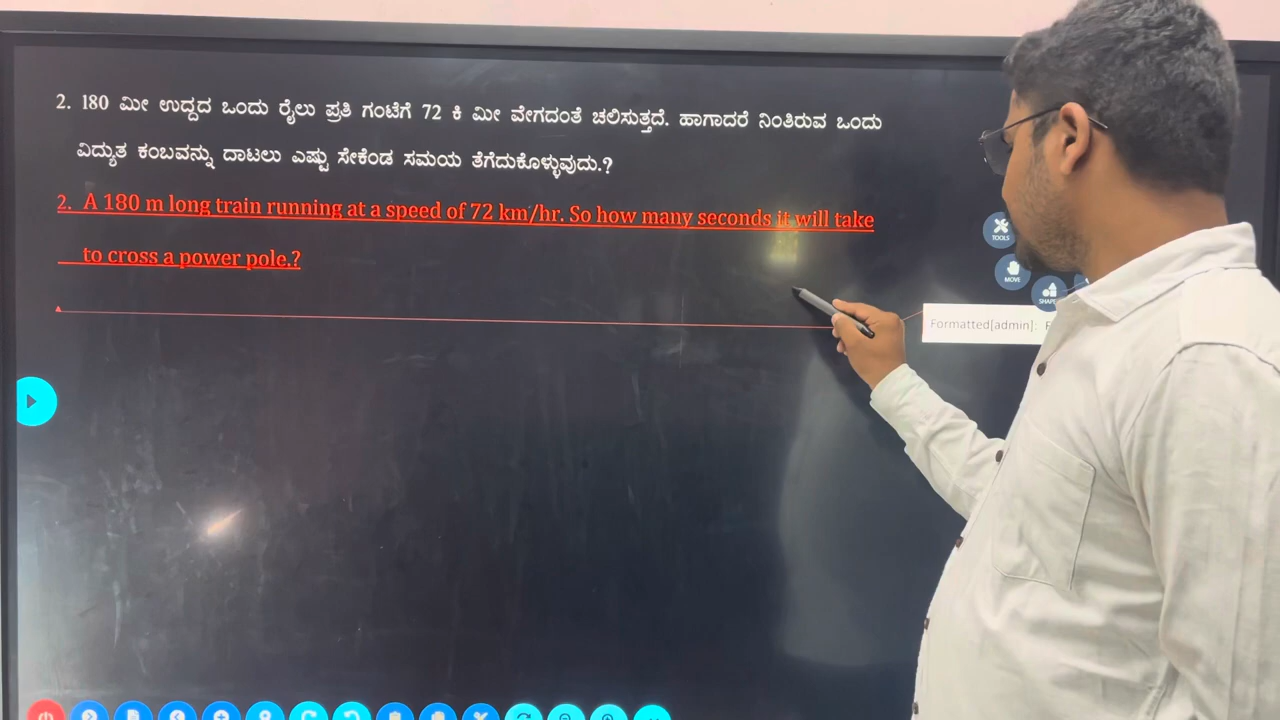 2. 180 ಮೀ ಉದ್ದದ ಒಂದು ರೈಲು ಪ್ರತಿ ಗಂಟೆಗೆ 72 ಕಿ ಮೀ ವೇಗದಂತೆ ಚಲಿಸುತ್ತದೆ. ಹಾಗಾದರೆ ನಿಂತಿರುವ ಒಂದು
ವಿದ್ಯುತ ಕಂಬವನ್ನು ದಾಟಲು ಎಷ್ಟು ಸೇಕೆಂಡ ಸಮಯ ತೆಗೆದುಕೊಳ್ಳುವುದು.?
2. A 180 m long train running at a speed of 72 km/hr. So how many seconds it will take
to cross a power pole.?
TOOLS
MOVE
Formatted[admin]: